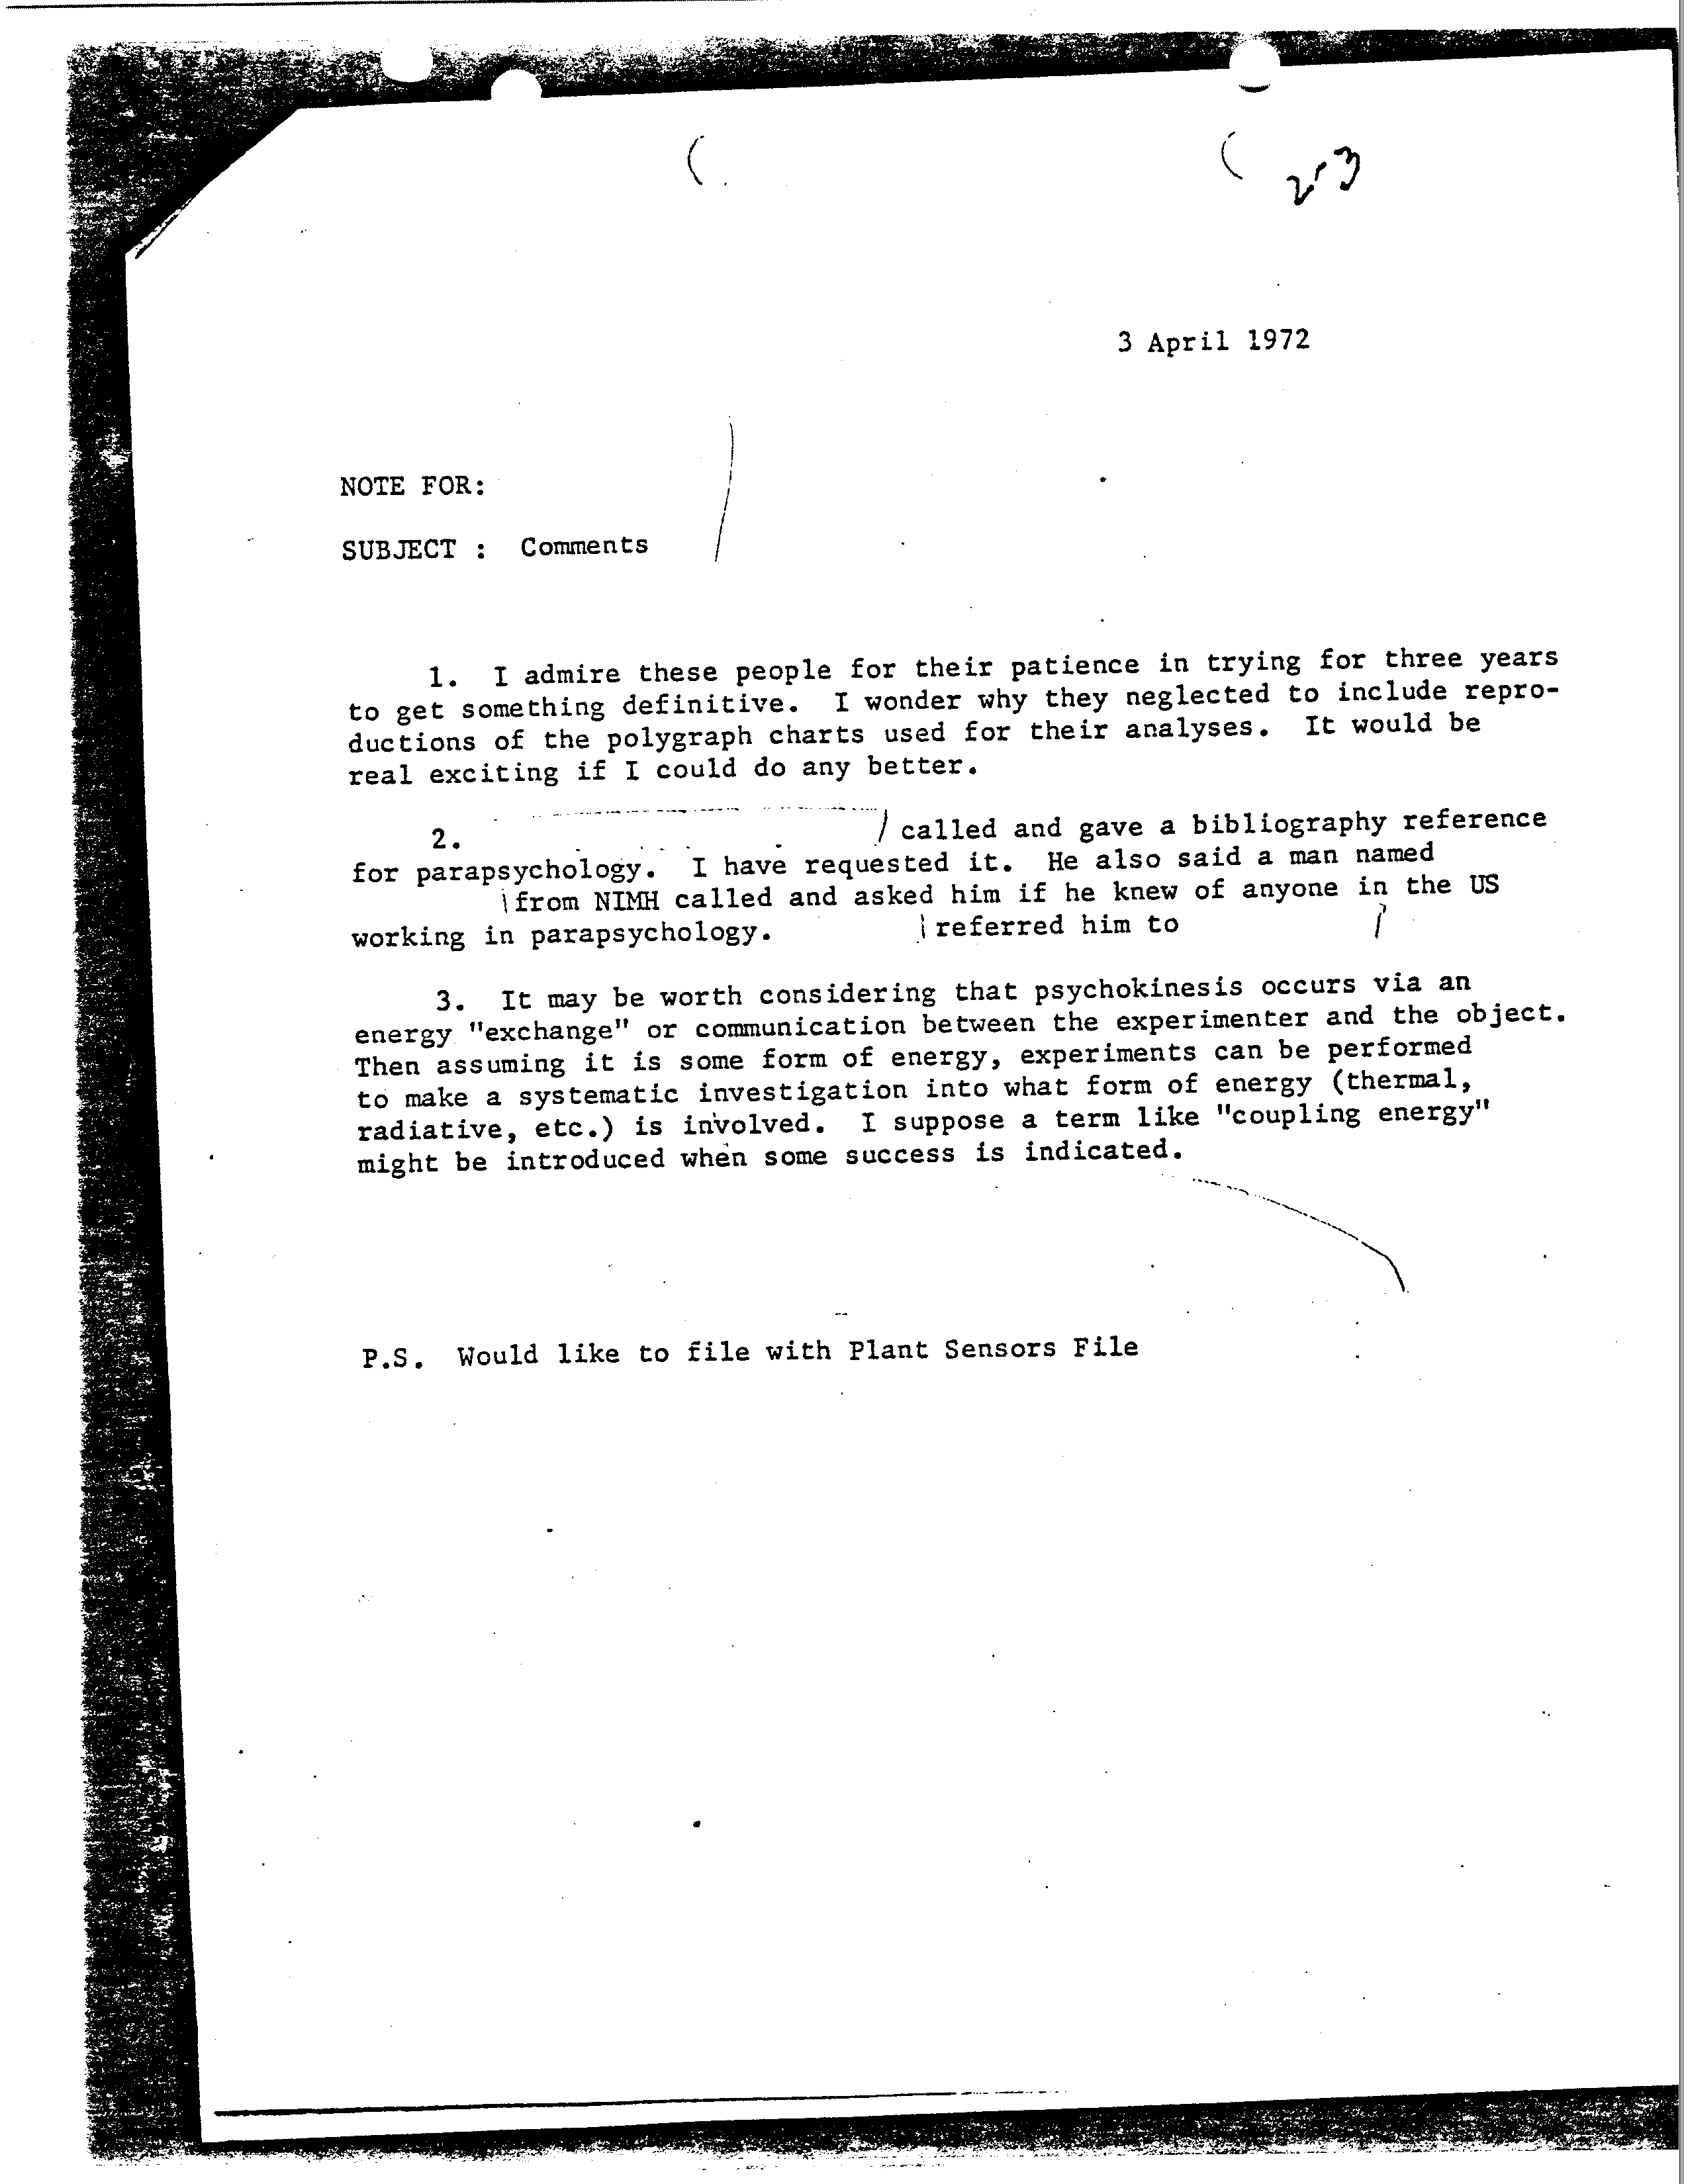 2-3
3 April 1972
NOTE FOR:
SUBJECT : Comments
1. I admire these people for their patience in trying for three years
to get something definitive. I wonder why they neglected to include repro-
ductions of the polygraph charts used for their analyses. It would be
real exciting if I could do any better.
2. called and gave a bibliography reference
for parapsychology. I have requested it. He also said a man named
from NIMH called and asked him if he knew of anyone in the US
working in parapsychology. referred him to
3. It may be worth considering that psychokinesis occurs via an
energy "exchange" or communication between the experimenter and the object.
Then assuming it is some form of energy, experiments can be performed
to make a systematic investigation into what form of energy (thermal,
radiative, etc.) is involved. I suppose a term like "coupling energy"
might be introduced when some success is indicated.
P.S. Would like to file with Plant Sensors File